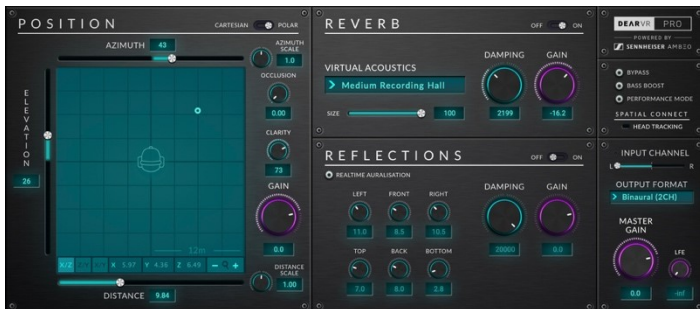 POSITION
CARTESIAN
POLAR
AZIMUTH
43
AZIMUTH
SCALE
1.0
OCCLUSION
0.00
CLARITY
73
GAIN
0.0
ELEVATION
26
12m
X/Z
X 5.97 Y 4.36 Z 6.49 − +
DISTANCE
9.84
DISTANCE
SCALE
1.00
REVERB
OFF
ON
VIRTUAL ACOUSTICS
Medium Recording Hall
SIZE
100
DAMPING
2199
GAIN
-16.2
REFLECTIONS
OFF
ON
REALTIME AURALISATION
LEFT
FRONT
RIGHT
11.0
8.5
10.5
TOP
BACK
BOTTOM
7.0
8.0
2.8
DAMPING
20000
GAIN
0.0
DEARVR PRO
POWERED BY
SENNHEISER AMBEO
BYPASS
BASS BOOST
PERFORMANCE MODE
SPATIAL CONNECT
HEAD TRACKING
INPUT CHANNEL
L
R
OUTPUT FORMAT
Binaural (2CH)
MASTER
GAIN
0.0
LFE
-inf